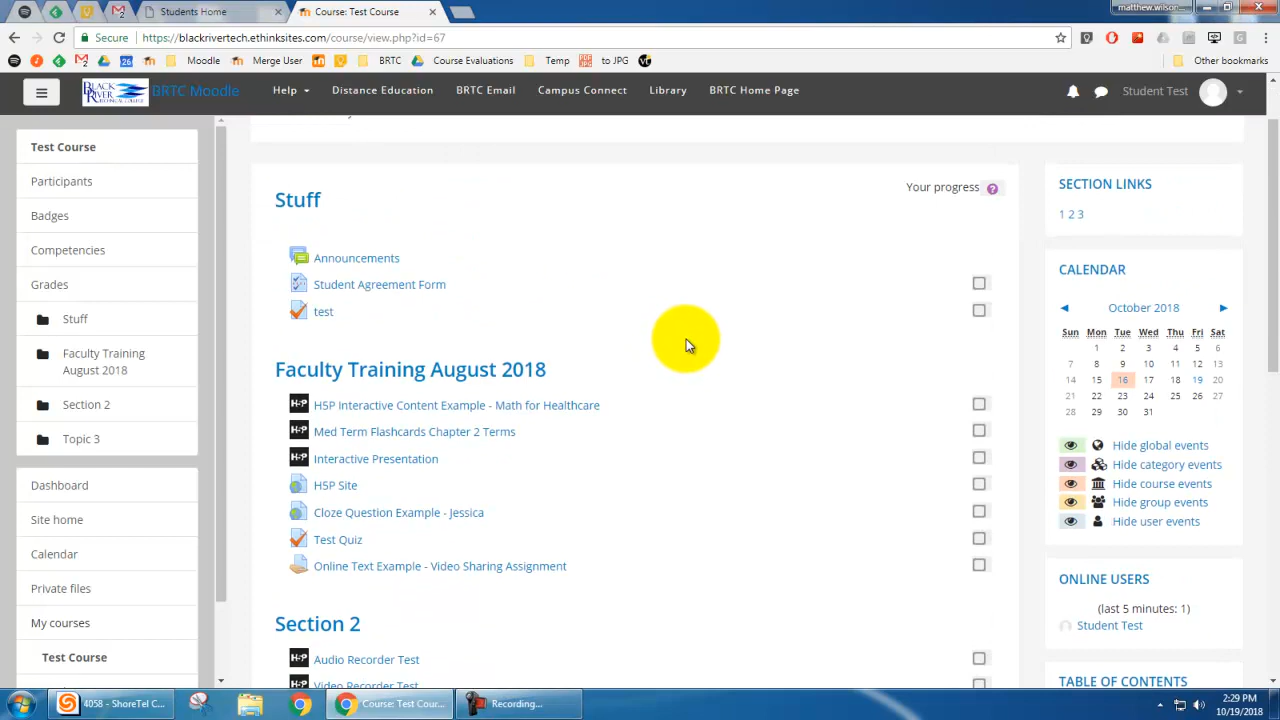 Students Home
Course: Test Course
matthew.wilson...
Secure
https://blackrivertech.ethinksites.com/course/view.php?id=67
Moodle
Merge User
BRTC
Course Evaluations
Temp
to JPG
Other bookmarks
BLACK RIVER
BRTC Moodle
Help
Distance Education
BRTC Email
Campus Connect
Library
BRTC Home Page
Student Test
Test Course
Participants
Badges
Competencies
Grades
Stuff
Faculty Training
August 2018
Section 2
Topic 3
Dashboard
Site home
Calendar
Private files
My courses
Test Course
Your progress
Stuff
Announcements
Student Agreement Form
test
Faculty Training August 2018
H5P Interactive Content Example - Math for Healthcare
Med Term Flashcards Chapter 2 Terms
Interactive Presentation
H5P Site
Cloze Question Example - Jessica
Test Quiz
Online Text Example - Video Sharing Assignment
Section 2
Audio Recorder Test
Video Recorder Test
SECTION LINKS
1 2 3
CALENDAR
October 2018
Sun Mon Tue Wed Thu Fri Sat
1 2 3 4 5 6
7 8 9 10 11 12 13
14 15 16 17 18 19 20
21 22 23 24 25 26 27
28 29 30 31
Hide global events
Hide category events
Hide course events
Hide group events
Hide user events
ONLINE USERS
(last 5 minutes: 1)
Student Test
TABLE OF CONTENTS
4058 - ShoreTel C...
Course: Test Cour...
Recording...
2:29 PM
10/19/2018